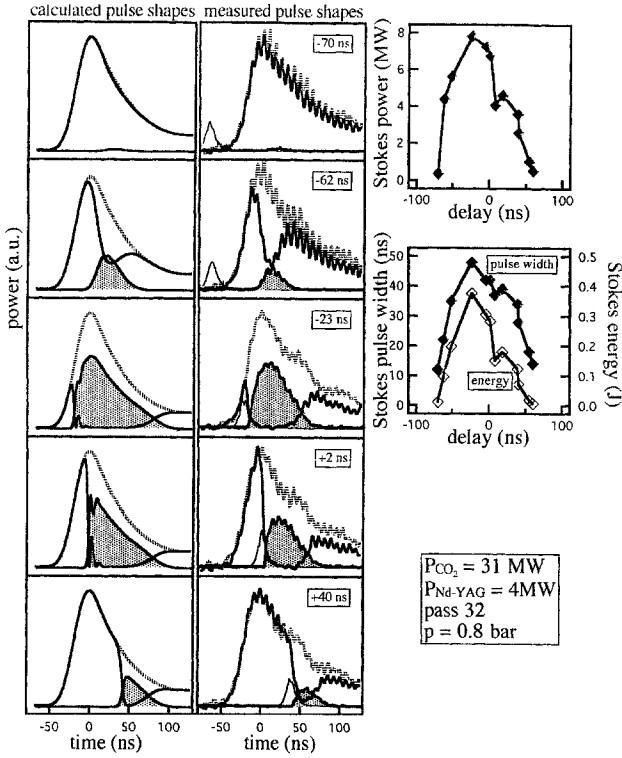 calculated pulse shapes
measured pulse shapes
power (a.u.)
-70 ns
-62 ns
-23 ns
+2 ns
+40 ns
-50 0 50 100
time (ns)
-50 0 50 100
time (ns)
Stokes power (MW)
8
6
4
2
0
-100 0 100
delay (ns)
Stokes pulse width (ns)
50
40
30
20
10
0
pulse width
energy
0.5
0.4
0.3
0.2
0.1
0.0
Stokes energy (J)
-100 0 100
delay (ns)
PCO₂ = 31 MW
PNd-YAG = 4MW
pass 32
p = 0.8 bar